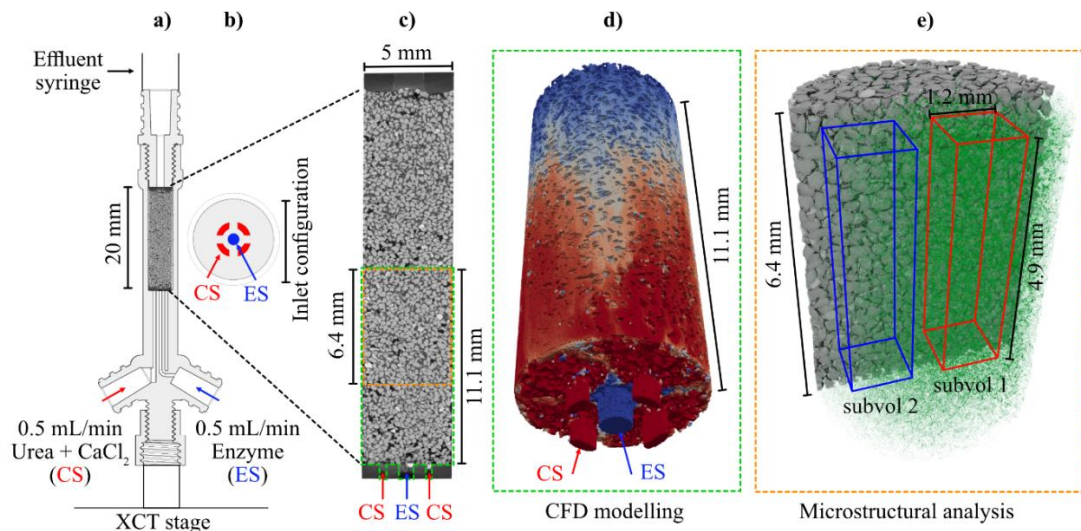 a)
b)
c)
d)
e)
Effluent
syringe
20 mm
CS
ES
Inlet configuration
0.5 mL/min
Urea + CaCl₂
(CS)
0.5 mL/min
Enzyme
(ES)
XCT stage
5 mm
6.4 mm
11.1 mm
CS ES CS
11.1 mm
CS
ES
CFD modelling
1.2 mm
6.4 mm
4.9 mm
subvol 1
subvol 2
Microstructural analysis